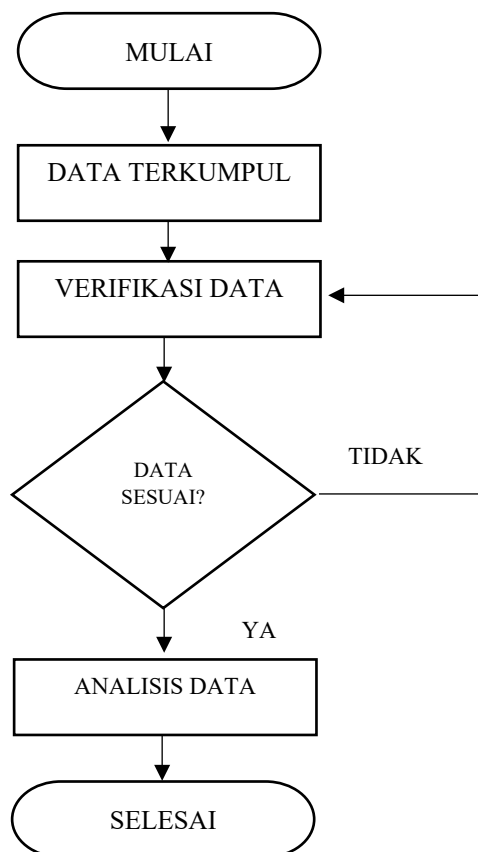 MULAI
DATA TERKUMPUL
VERIFIKASI DATA
DATA
SESUAI?
TIDAK
YA
ANALISIS DATA
SELESAI